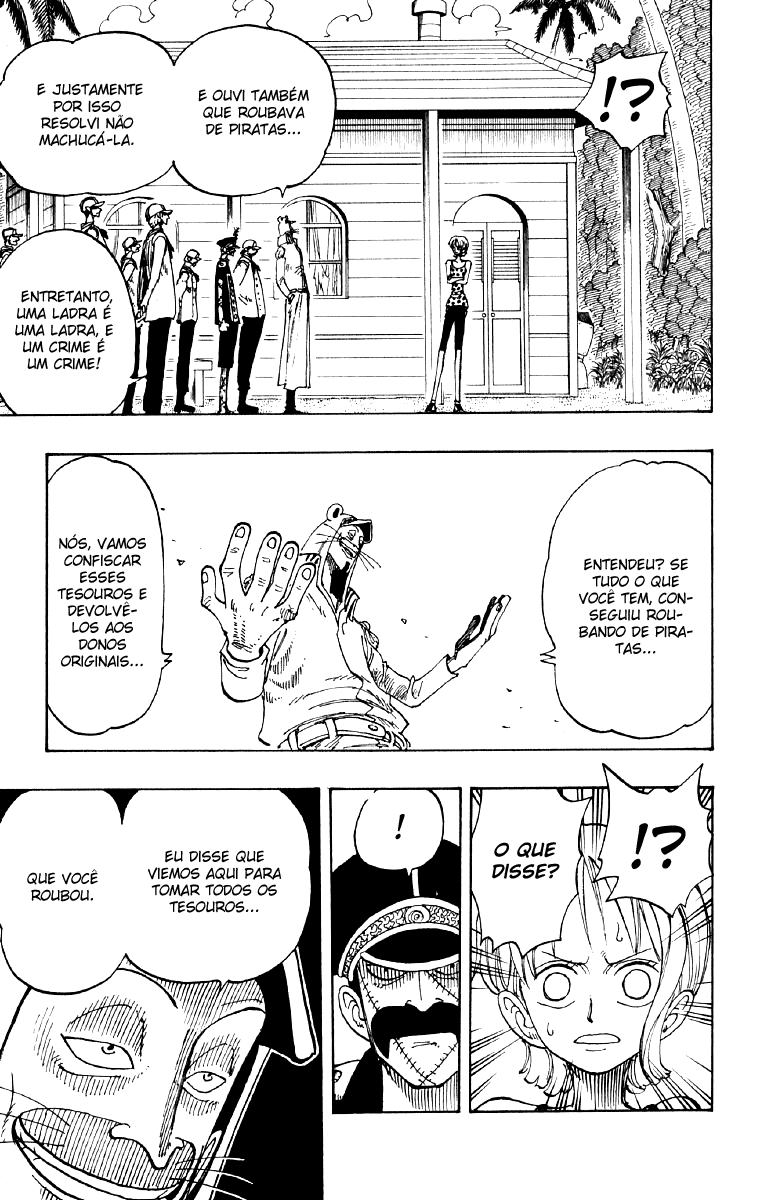 !?
E OUVI TAMBÉM
QUE ROUBAVA
DE PIRATAS...
E JUSTAMENTE
POR ISSO
RESOLVI NÃO
MACHUCÁ-LA.
ENTRETANTO,
UMA LADRA É
UMA LADRA, E
UM CRIME É
UM CRIME!
ENTENDEU? SE
TUDO O QUE
VOCÊ TEM, CON-
SEGUIU ROU-
BANDO DE PIRA-
TAS...
NÓS, VAMOS
CONFISCAR
ESSES
TESOUROS E
DEVOLVÊ-
LOS AOS
DONOS
ORIGINAIS...
!?
O QUE
DISSE?
!
EU DISSE QUE
VIEMOS AQUI PARA
TOMAR TODOS OS
TESOUROS...
QUE VOCÊ
ROUBOU.